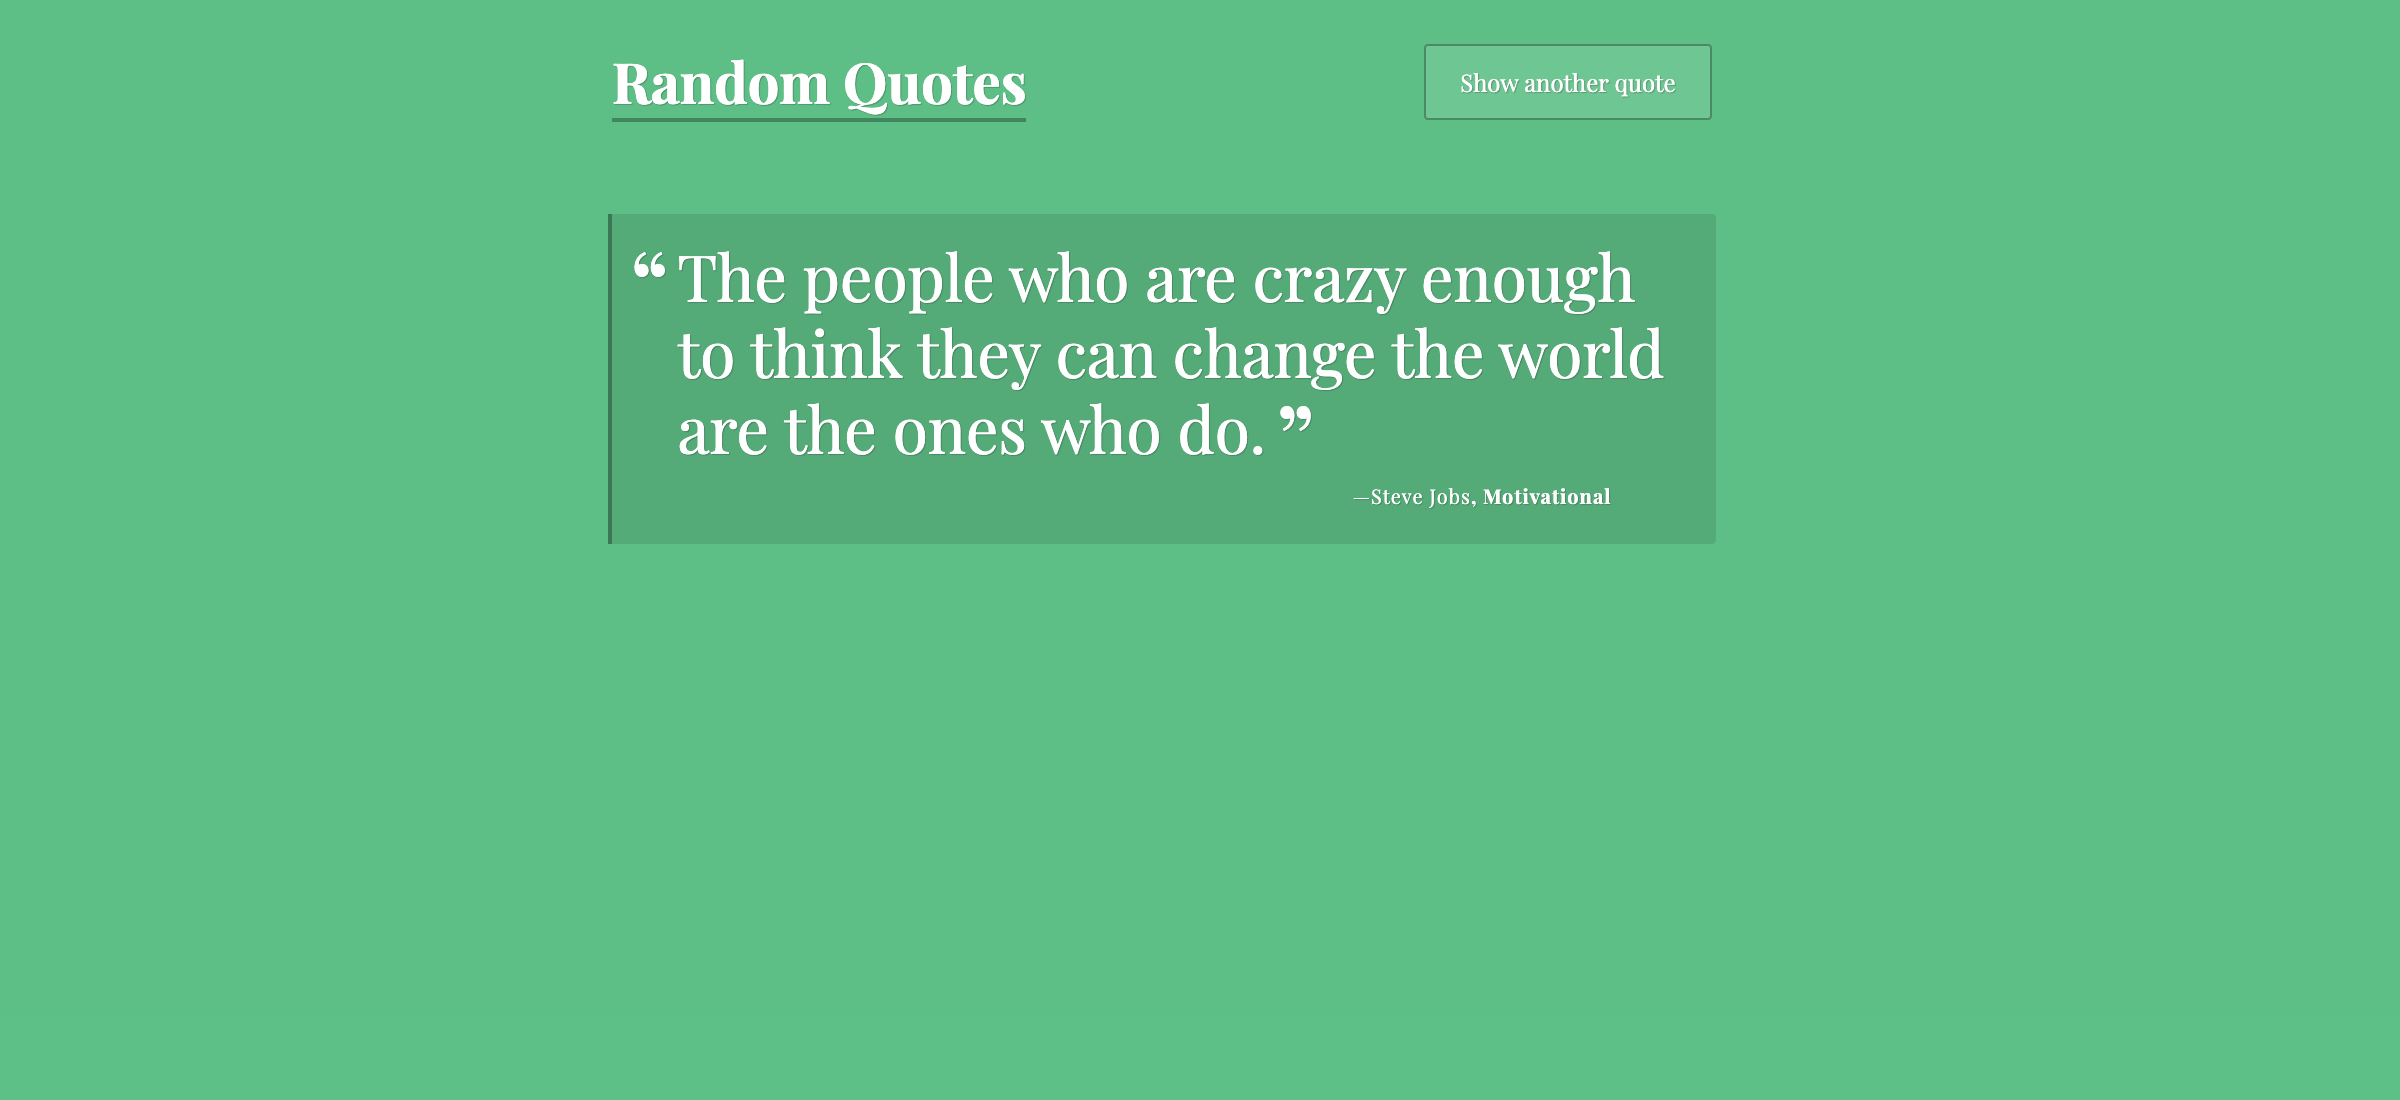 Random Quotes
Show another quote
“The people who are crazy enough
to think they can change the world
are the ones who do.”
—Steve Jobs, Motivational